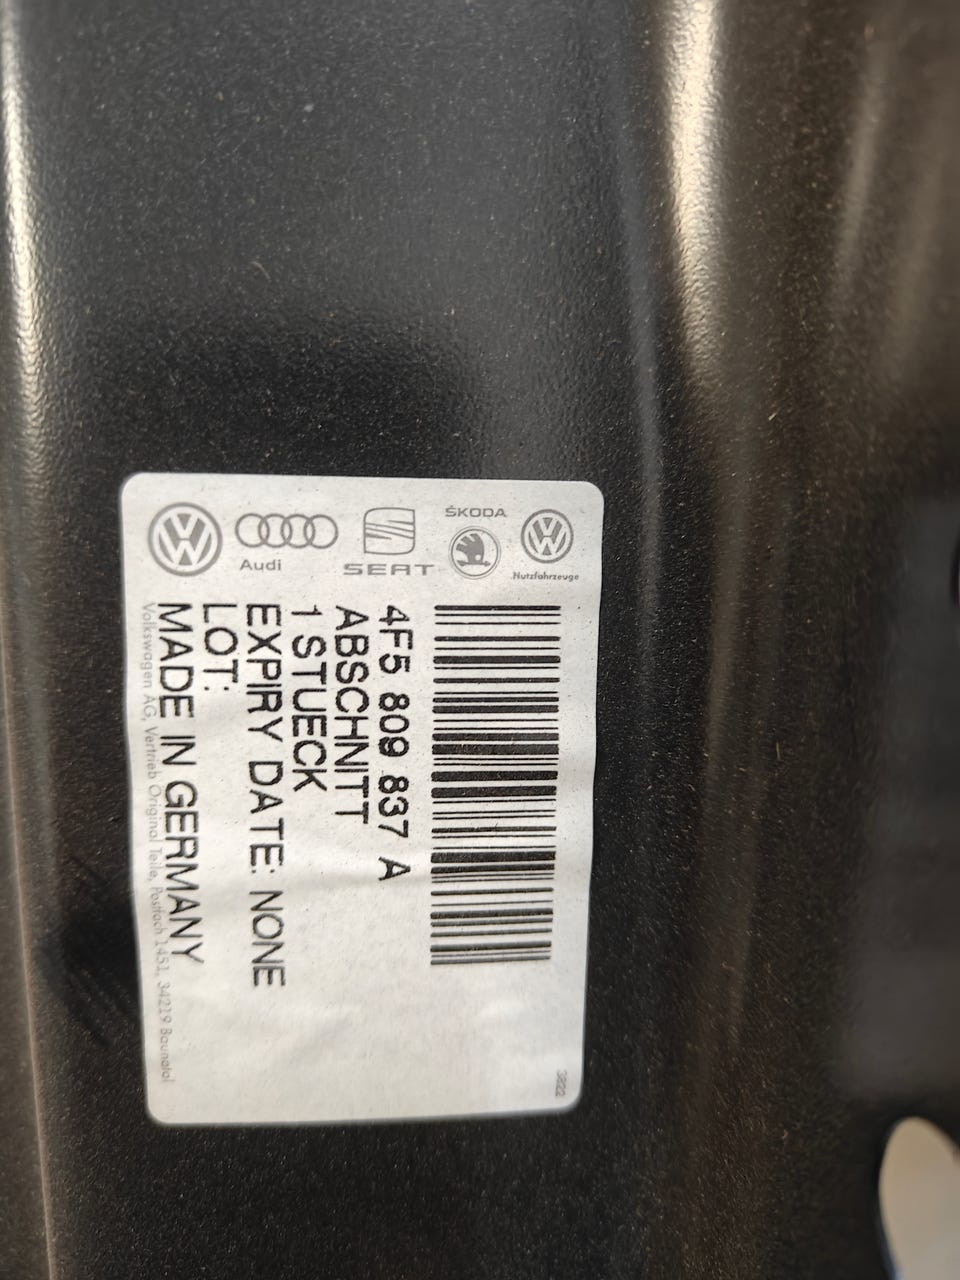 Audi
SEAT
ŠKODA
Nutzfahrzeuge
4F5 809 837 A
ABSCHNITT
1 STUECK
EXPIRY DATE: NONE
LOT:
MADE IN GERMANY
Volkswagen AG, Vertrieb Original Teile, Postfach 1451, 34219 Baunatal
3822